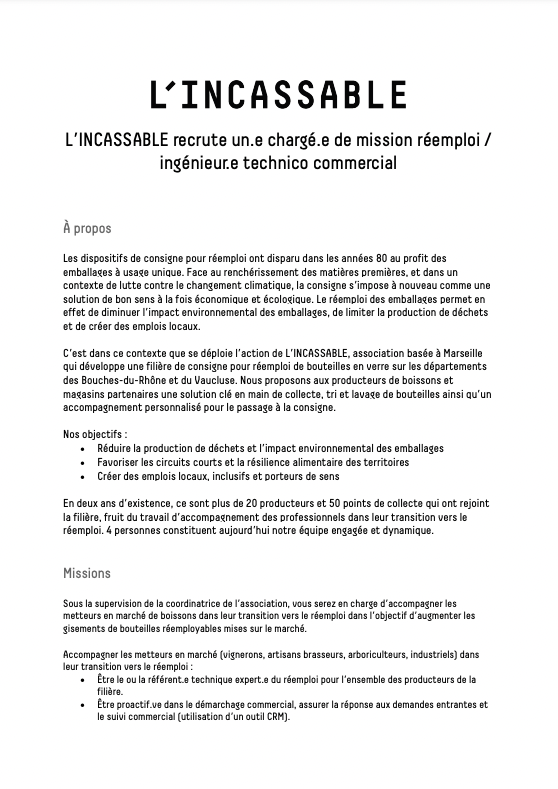 L'INCASSABLE
L'INCASSABLE recrute un.e chargé.e de mission réemploi /
ingénieur.e technico commercial
À propos
Les dispositifs de consigne pour réemploi ont disparu dans les années 80 au profit des
emballages à usage unique. Face au renchérissement des matières premières, et dans un
contexte de lutte contre le changement climatique, la consigne s'impose à nouveau comme une
solution de bon sens à la fois économique et écologique. Le réemploi des emballages permet en
effet de diminuer l'impact environnemental des emballages, de limiter la production de déchets
et de créer des emplois locaux.
C'est dans ce contexte que se déploie l'action de L'INCASSABLE, association basée à Marseille
qui développe une filière de consigne pour réemploi de bouteilles en verre sur les départements
des Bouches-du-Rhône et du Vaucluse. Nous proposons aux producteurs de boissons et
magasins partenaires une solution clé en main de collecte, tri et lavage de bouteilles ainsi qu'un
accompagnement personnalisé pour le passage à la consigne.
Nos objectifs :
• Réduire la production de déchets et l'impact environnemental des emballages
• Favoriser les circuits courts et la résilience alimentaire des territoires
• Créer des emplois locaux, inclusifs et porteurs de sens
En deux ans d'existence, ce sont plus de 20 producteurs et 50 points de collecte qui ont rejoint
la filière, fruit du travail d'accompagnement des professionnels dans leur transition vers le
réemploi. 4 personnes constituent aujourd'hui notre équipe engagée et dynamique.
Missions
Sous la supervision de la coordinatrice de l'association, vous serez en charge d'accompagner les
metteurs en marché de boissons dans leur transition vers le réemploi dans l'objectif d'augmenter les
gisements de bouteilles réemployables mises sur le marché.
Accompagner les metteurs en marché (vignerons, artisans brasseurs, arboriculteurs, industriels) dans
leur transition vers le réemploi :
• Être le ou la référent.e technique expert.e du réemploi pour l'ensemble des producteurs de la
filière.
• Être proactif.ve dans le démarchage commercial, assurer la réponse aux demandes entrantes et
le suivi commercial (utilisation d'un outil CRM).